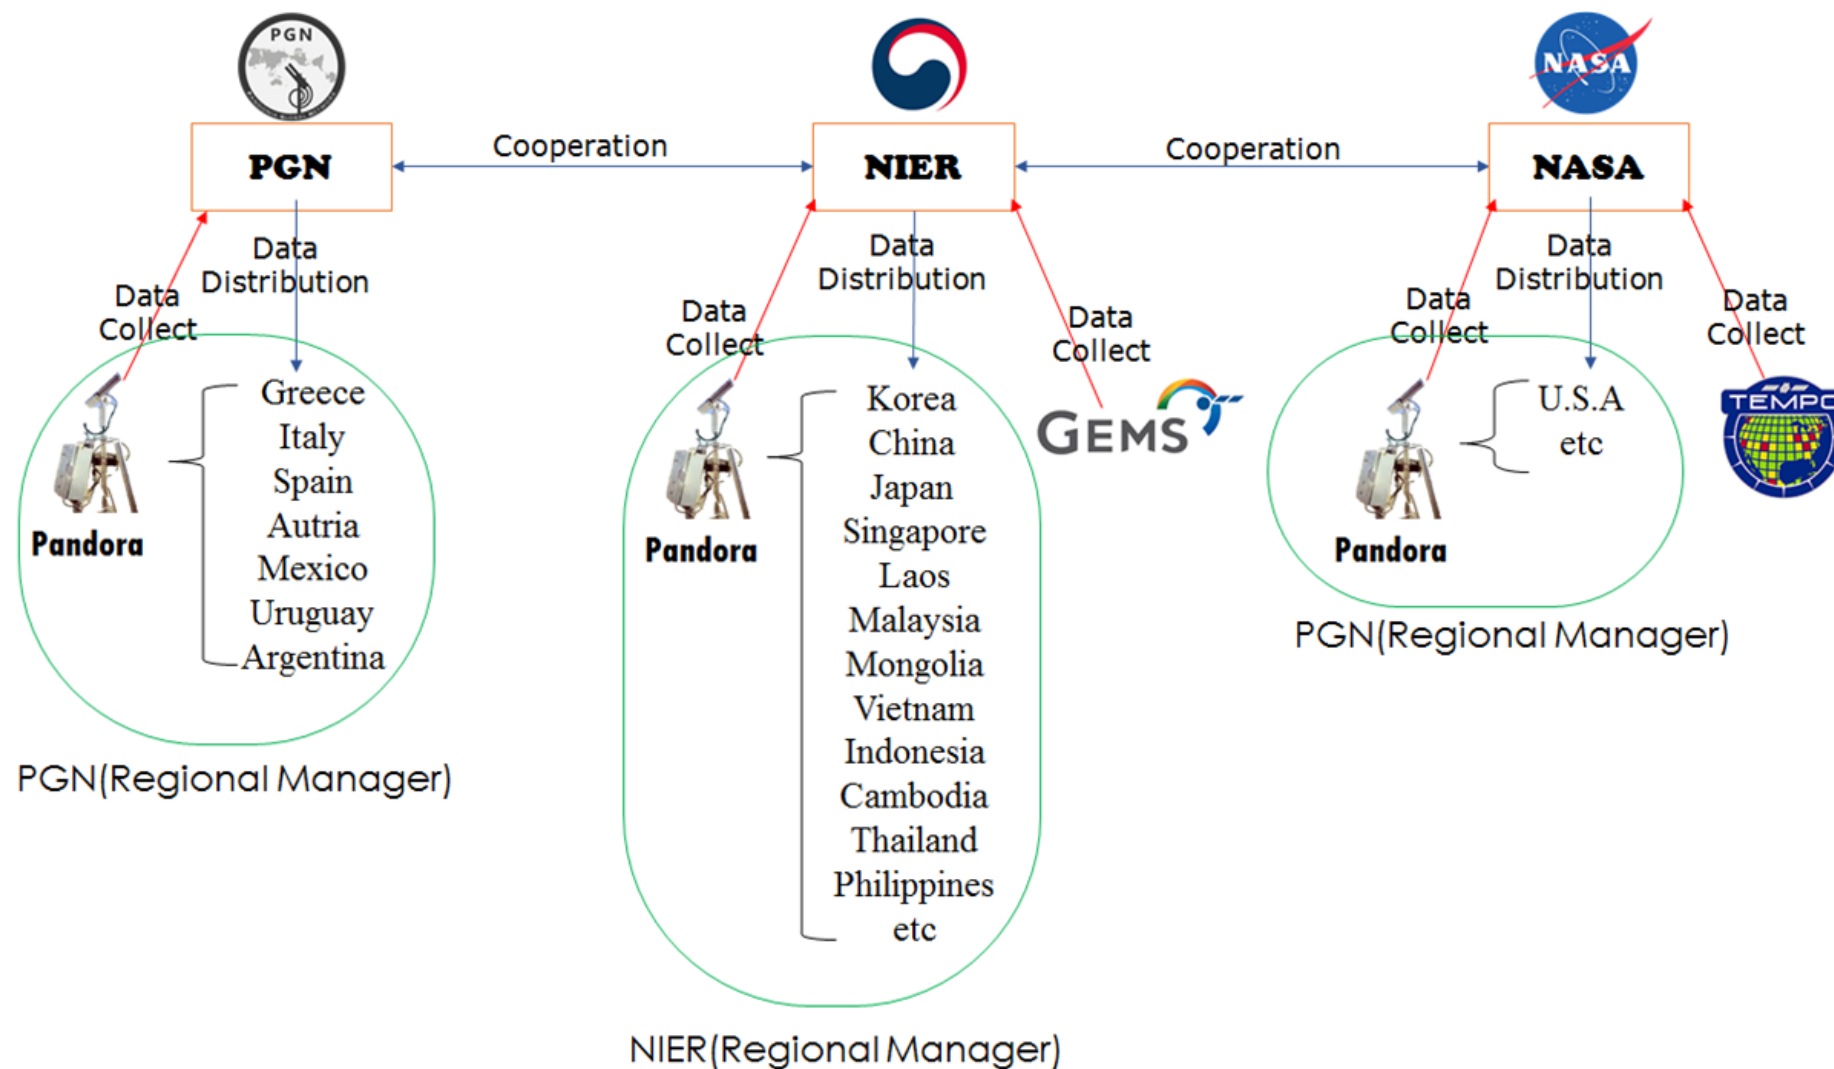 PGN
NASA
PGN
Cooperation
NIER
Cooperation
NASA
Data
Distribution
Data
Collect
Data
Distribution
Data
Collect
Data
Collect
Data
Distribution
Data
Collect
Data
Collect
Greece
Italy
Spain
Autria
Mexico
Uruguay
Argentina
Pandora
PGN(Regional Manager)
Korea
China
Japan
Singapore
Laos
Malaysia
Mongolia
Vietnam
Indonesia
Cambodia
Thailand
Philippines
etc
Pandora
GEMS
NIER(Regional Manager)
U.S.A
etc
Pandora
TEMPO
PGN(Regional Manager)